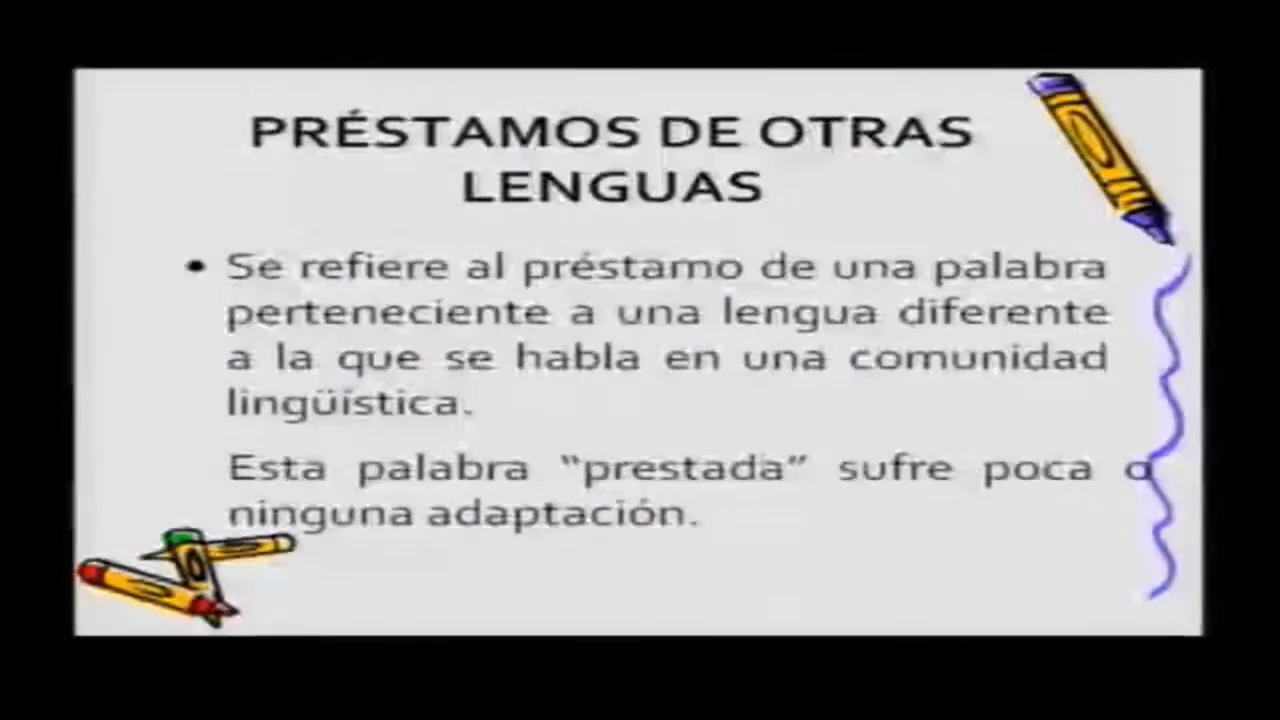 PRÉSTAMOS DE OTRAS
LENGUAS
• Se refiere al préstamo de una palabra
perteneciente a una lengua diferente
a la que se habla en una comunidad
lingüística.
Esta palabra “prestada” sufre poca o
ninguna adaptación.